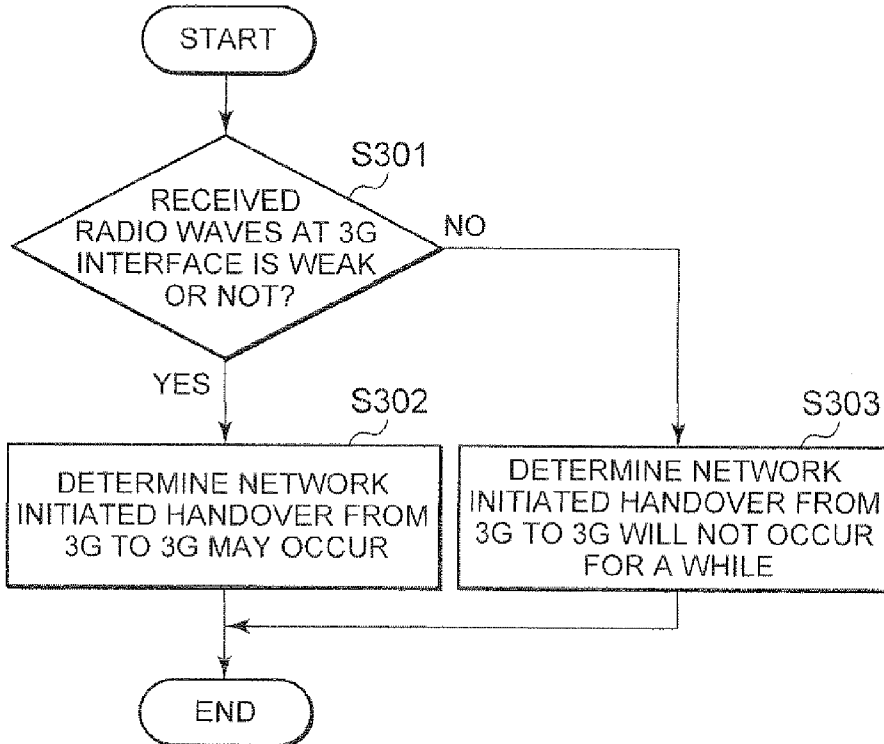 START
S301
RECEIVED
RADIO WAVES AT 3G
INTERFACE IS WEAK
OR NOT?
NO
YES
S302
DETERMINE NETWORK
INITIATED HANDOVER FROM
3G TO 3G MAY OCCUR
S303
DETERMINE NETWORK
INITIATED HANDOVER FROM
3G TO 3G WILL NOT OCCUR
FOR A WHILE
END